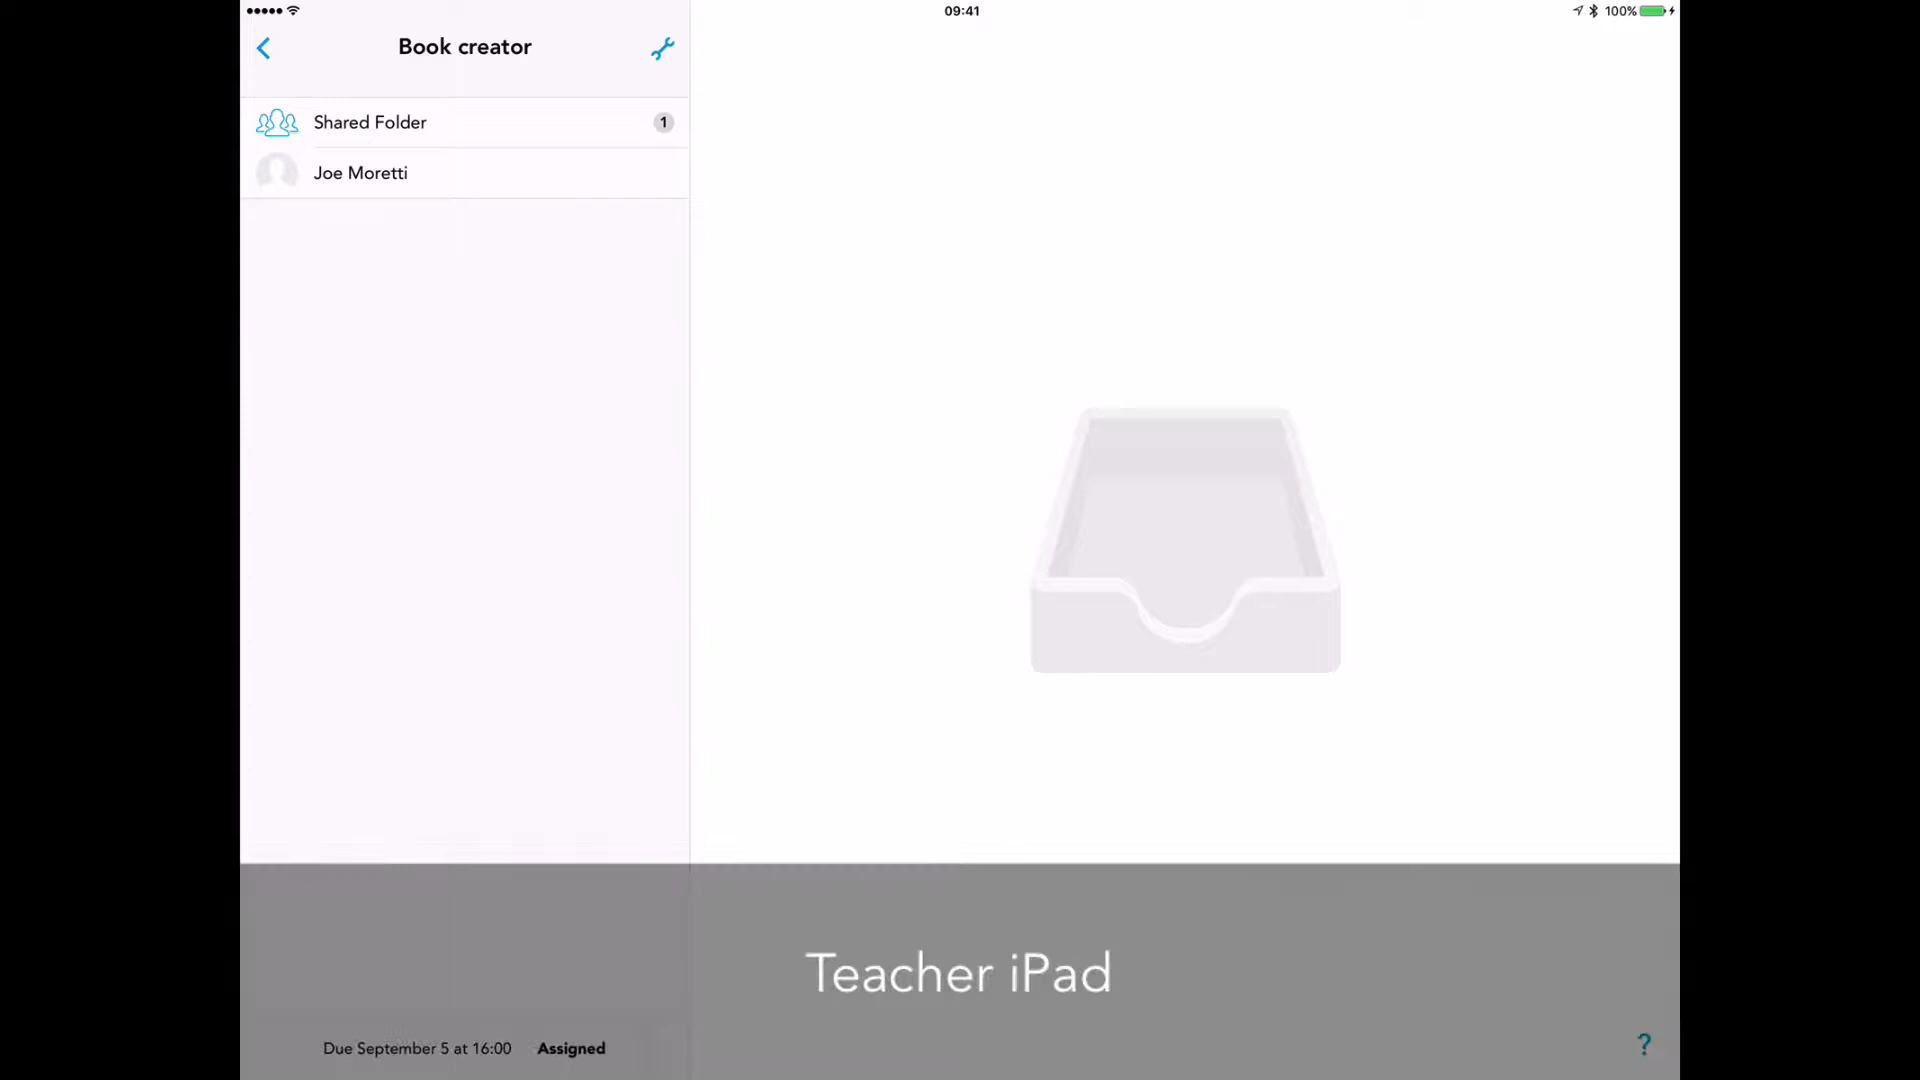 09:41
100%
Book creator
Shared Folder
1
Joe Moretti
Teacher iPad
Due September 5 at 16:00 Assigned
?